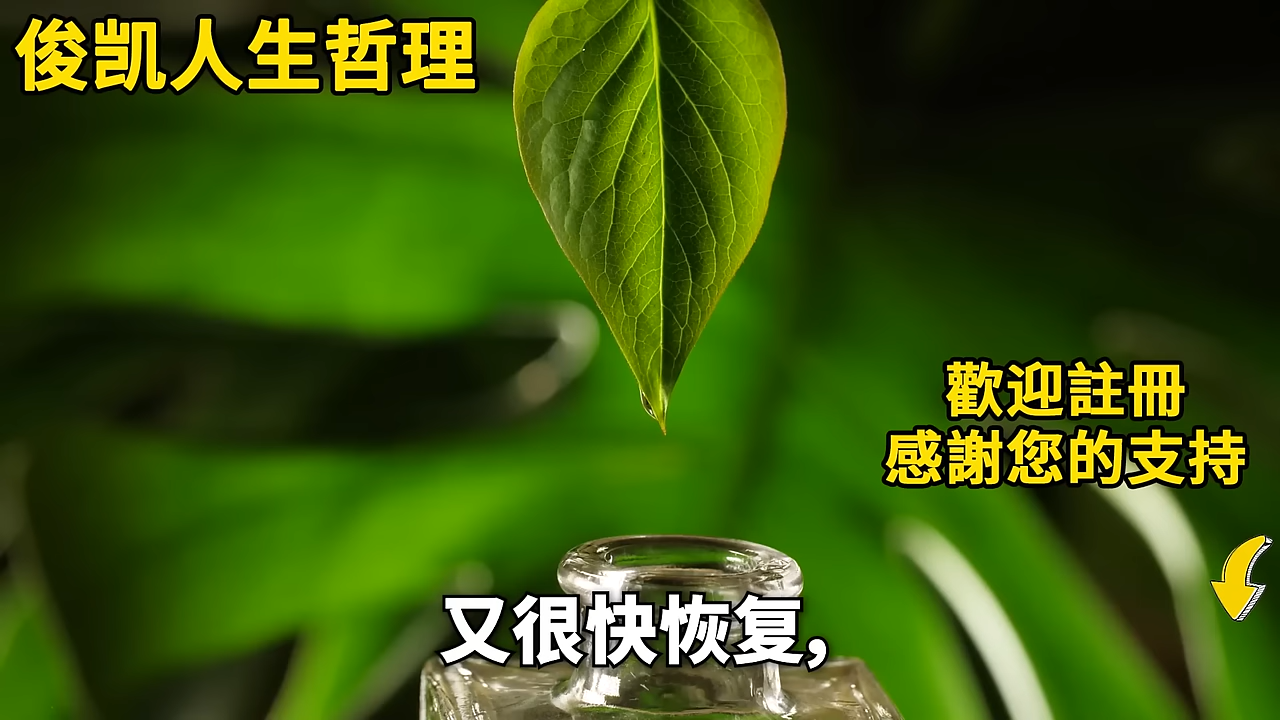 俊凯人生哲理
歡迎註冊
感謝您的支持
又很快恢复,